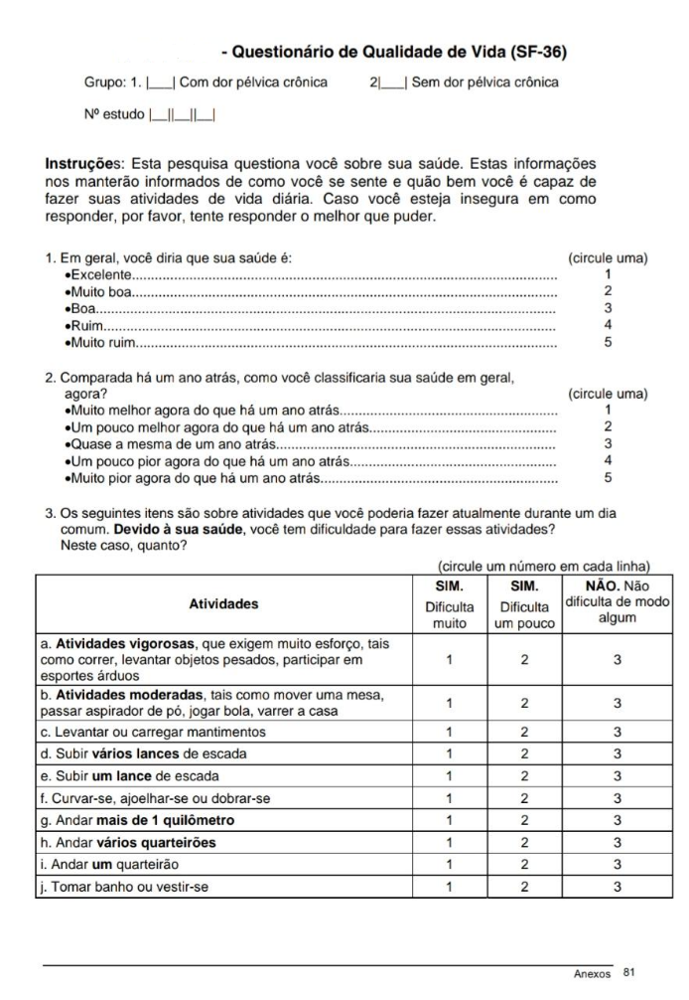 - Questionário de Qualidade de Vida (SF-36)
Grupo: 1. |___| Com dor pélvica crônica 2|___| Sem dor pélvica crônica
Nº estudo |__||__||__|
Instruções: Esta pesquisa questiona você sobre sua saúde. Estas informações
nos manterão informados de como você se sente e quão bem você é capaz de
fazer suas atividades de vida diária. Caso você esteja insegura em como
responder, por favor, tente responder o melhor que puder.
1. Em geral, você diria que sua saúde é: (circule uma)
•Excelente.......... 1
•Muito boa.......... 2
•Boa.......... 3
•Ruim.......... 4
•Muito ruim.......... 5
2. Comparada há um ano atrás, como você classificaria sua saúde em geral,
agora? (circule uma)
•Muito melhor agora do que há um ano atrás.......... 1
•Um pouco melhor agora do que há um ano atrás.......... 2
•Quase a mesma de um ano atrás.......... 3
•Um pouco pior agora do que há um ano atrás.......... 4
•Muito pior agora do que há um ano atrás.......... 5
3. Os seguintes itens são sobre atividades que você poderia fazer atualmente durante um dia
comum. Devido à sua saúde, você tem dificuldade para fazer essas atividades?
Neste caso, quanto?
(circule um número em cada linha)
Atividades
SIM.
Dificulta
muito
SIM.
Dificulta
um pouco
NÃO. Não
dificulta de modo
algum
a. Atividades vigorosas, que exigem muito esforço, tais
como correr, levantar objetos pesados, participar em
esportes árduos
1 2 3
b. Atividades moderadas, tais como mover uma mesa,
passar aspirador de pó, jogar bola, varrer a casa
1 2 3
c. Levantar ou carregar mantimentos 1 2 3
d. Subir vários lances de escada 1 2 3
e. Subir um lance de escada 1 2 3
f. Curvar-se, ajoelhar-se ou dobrar-se 1 2 3
g. Andar mais de 1 quilômetro 1 2 3
h. Andar vários quarteirões 1 2 3
i. Andar um quarteirão 1 2 3
j. Tomar banho ou vestir-se 1 2 3
Anexos 81